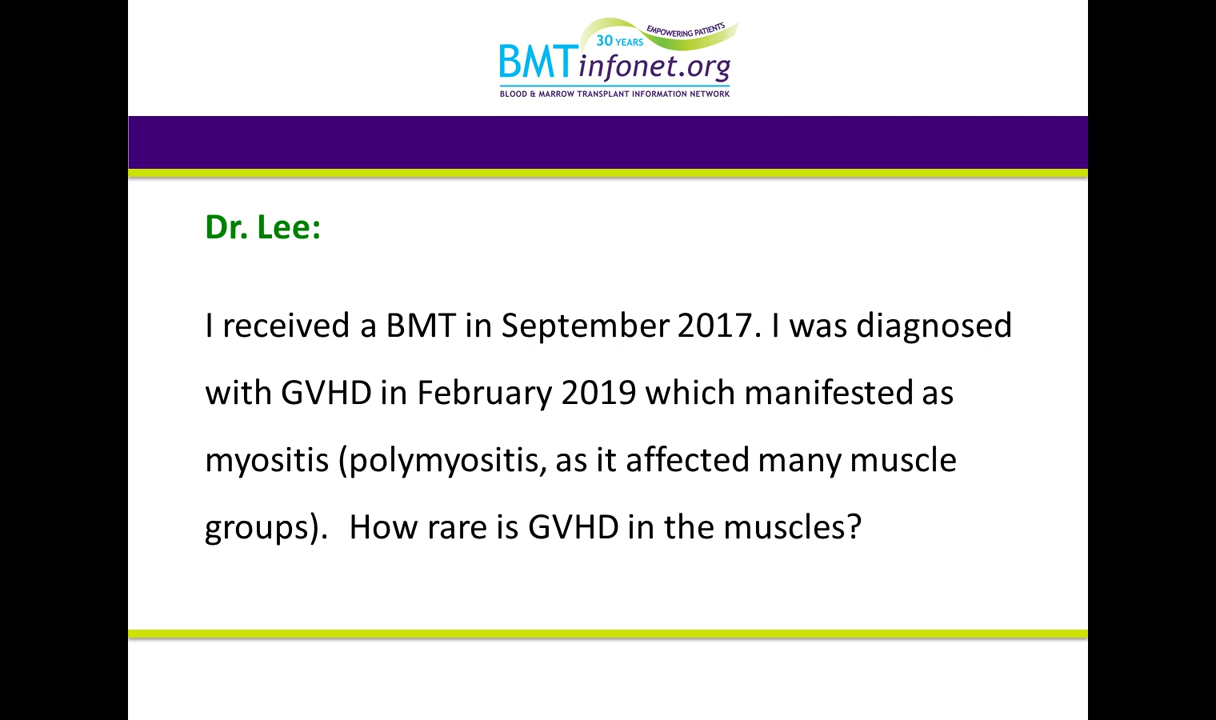 30 YEARS
EMPOWERING PATIENTS
BMTinfonet.org
BLOOD & MARROW TRANSPLANT INFORMATION NETWORK
Dr. Lee:
I received a BMT in September 2017. I was diagnosed
with GVHD in February 2019 which manifested as
myositis (polymyositis, as it affected many muscle
groups).  How rare is GVHD in the muscles?